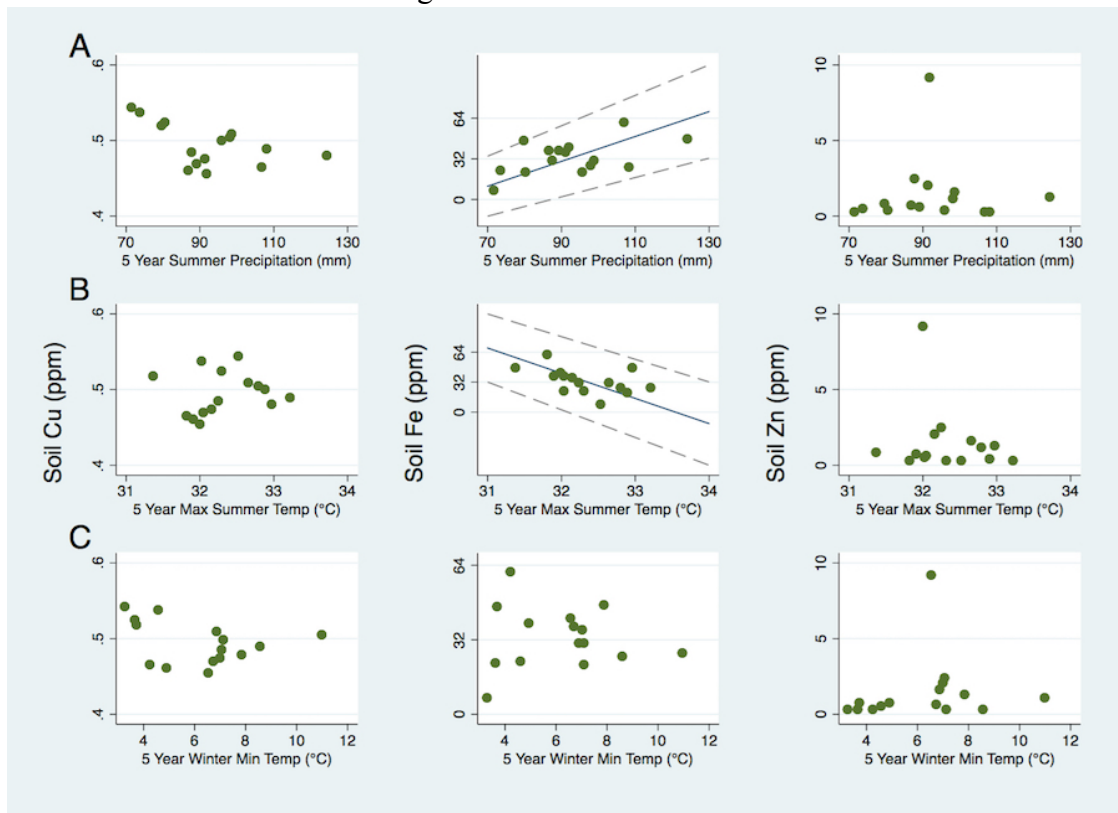 A
.6
.5
.4
70 90 110 130
5 Year Summer Precipitation (mm)
64
32
0
70 90 110 130
5 Year Summer Precipitation (mm)
10
5
0
70 90 110 130
5 Year Summer Precipitation (mm)
B
Soil Cu (ppm)
.6
.5
.4
31 32 33 34
5 Year Max Summer Temp (°C)
Soil Fe (ppm)
64
32
0
31 32 33 34
5 Year Max Summer Temp (°C)
Soil Zn (ppm)
10
5
0
31 32 33 34
5 Year Max Summer Temp (°C)
C
.6
.5
.4
4 6 8 10 12
5 Year Winter Min Temp (°C)
64
32
0
4 6 8 10 12
5 Year Winter Min Temp (°C)
10
5
0
4 6 8 10 12
5 Year Winter Min Temp (°C)